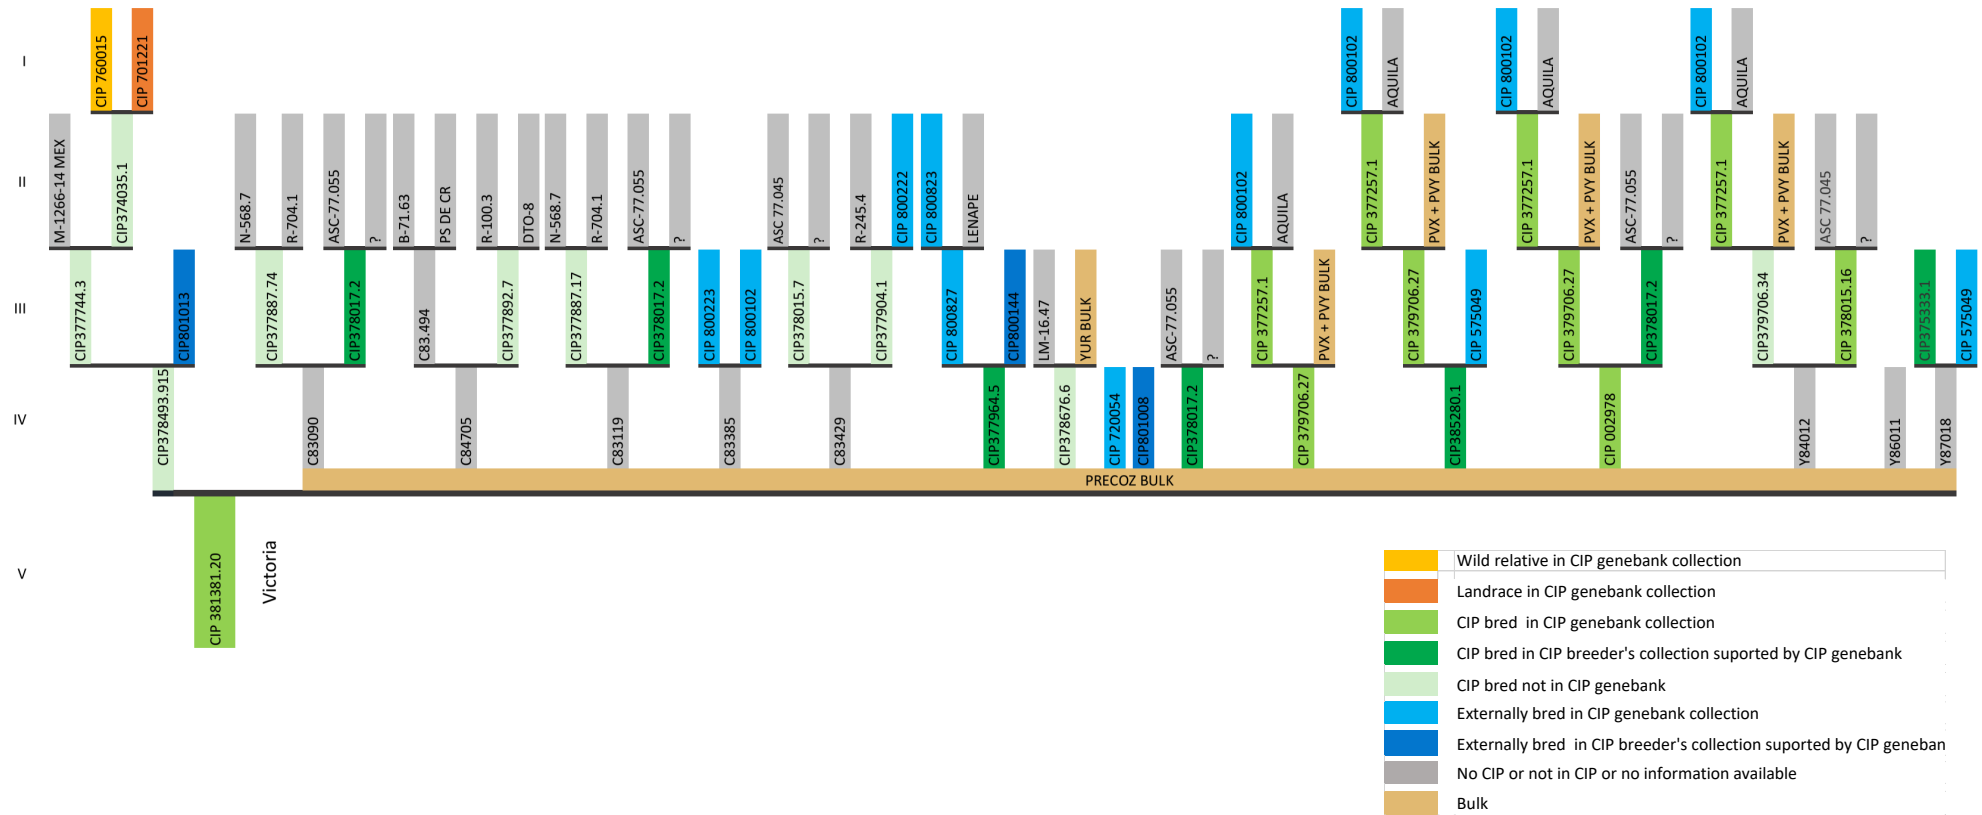 I
CIP 760015
CIP 701221
CIP 800102
AQUILA
CIP 800102
AQUILA
CIP 800102
AQUILA
II
M-1266-14 MEX
CIP374035.1
N-568.7
R-704.1
ASC-77.055
?
B-71.63
PS DE CR
R-100.3
DTO-8
N-568.7
R-704.1
ASC-77.055
?
ASC 77.045
?
R-245.4
CIP 800222
CIP 800823
LENAPE
CIP 800102
AQUILA
CIP 377257.1
PVX + PVY BULK
CIP 377257.1
PVX + PVY BULK
ASC-77.055
?
CIP 377257.1
PVX + PVY BULK
ASC 77.045
?
III
CIP377744.3
CIP801013
CIP377887.74
CIP378017.2
C83.494
CIP377892.7
CIP377887.17
CIP378017.2
CIP 800223
CIP 800102
CIP378015.7
CIP377904.1
CIP 800827
CIP800144
LM-16.47
YUR BULK
ASC-77.055
?
CIP 377257.1
PVX + PVY BULK
CIP 379706.27
CIP 575049
CIP 379706.27
CIP378017.2
CIP379706.34
CIP 378015.16
CIP375333.1
CIP 575049
IV
CIP378493.915
C83090
C84705
C83119
C83385
C83429
CIP377964.5
CIP378676.6
CIP 720054
CIP801008
CIP378017.2
CIP 379706.27
CIP385280.1
CIP 002978
Y84012
Y86011
Y87018
PRECOZ BULK
V
CIP 381381.20
Victoria
Wild relative in CIP genebank collection
Landrace in CIP genebank collection
CIP bred  in CIP genebank collection
CIP bred in CIP breeder's collection suported by CIP genebank
CIP bred not in CIP genebank
Externally bred in CIP genebank collection
Externally bred  in CIP breeder's collection suported by CIP geneban
No CIP or not in CIP or no information available
Bulk